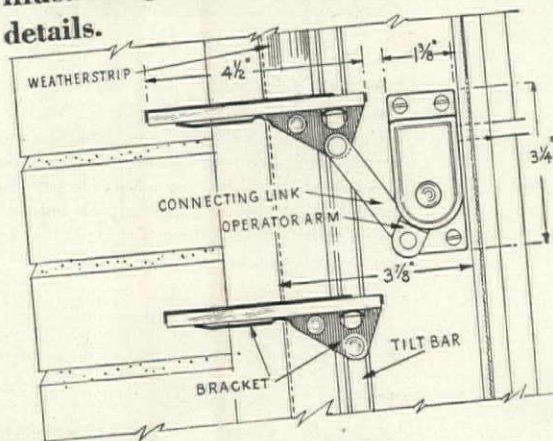 details.
WEATHERSTRIP
4½"
1⅜"
3¼"
CONNECTING LINK
OPERATOR ARM
3⅞"
TILT BAR
BRACKET